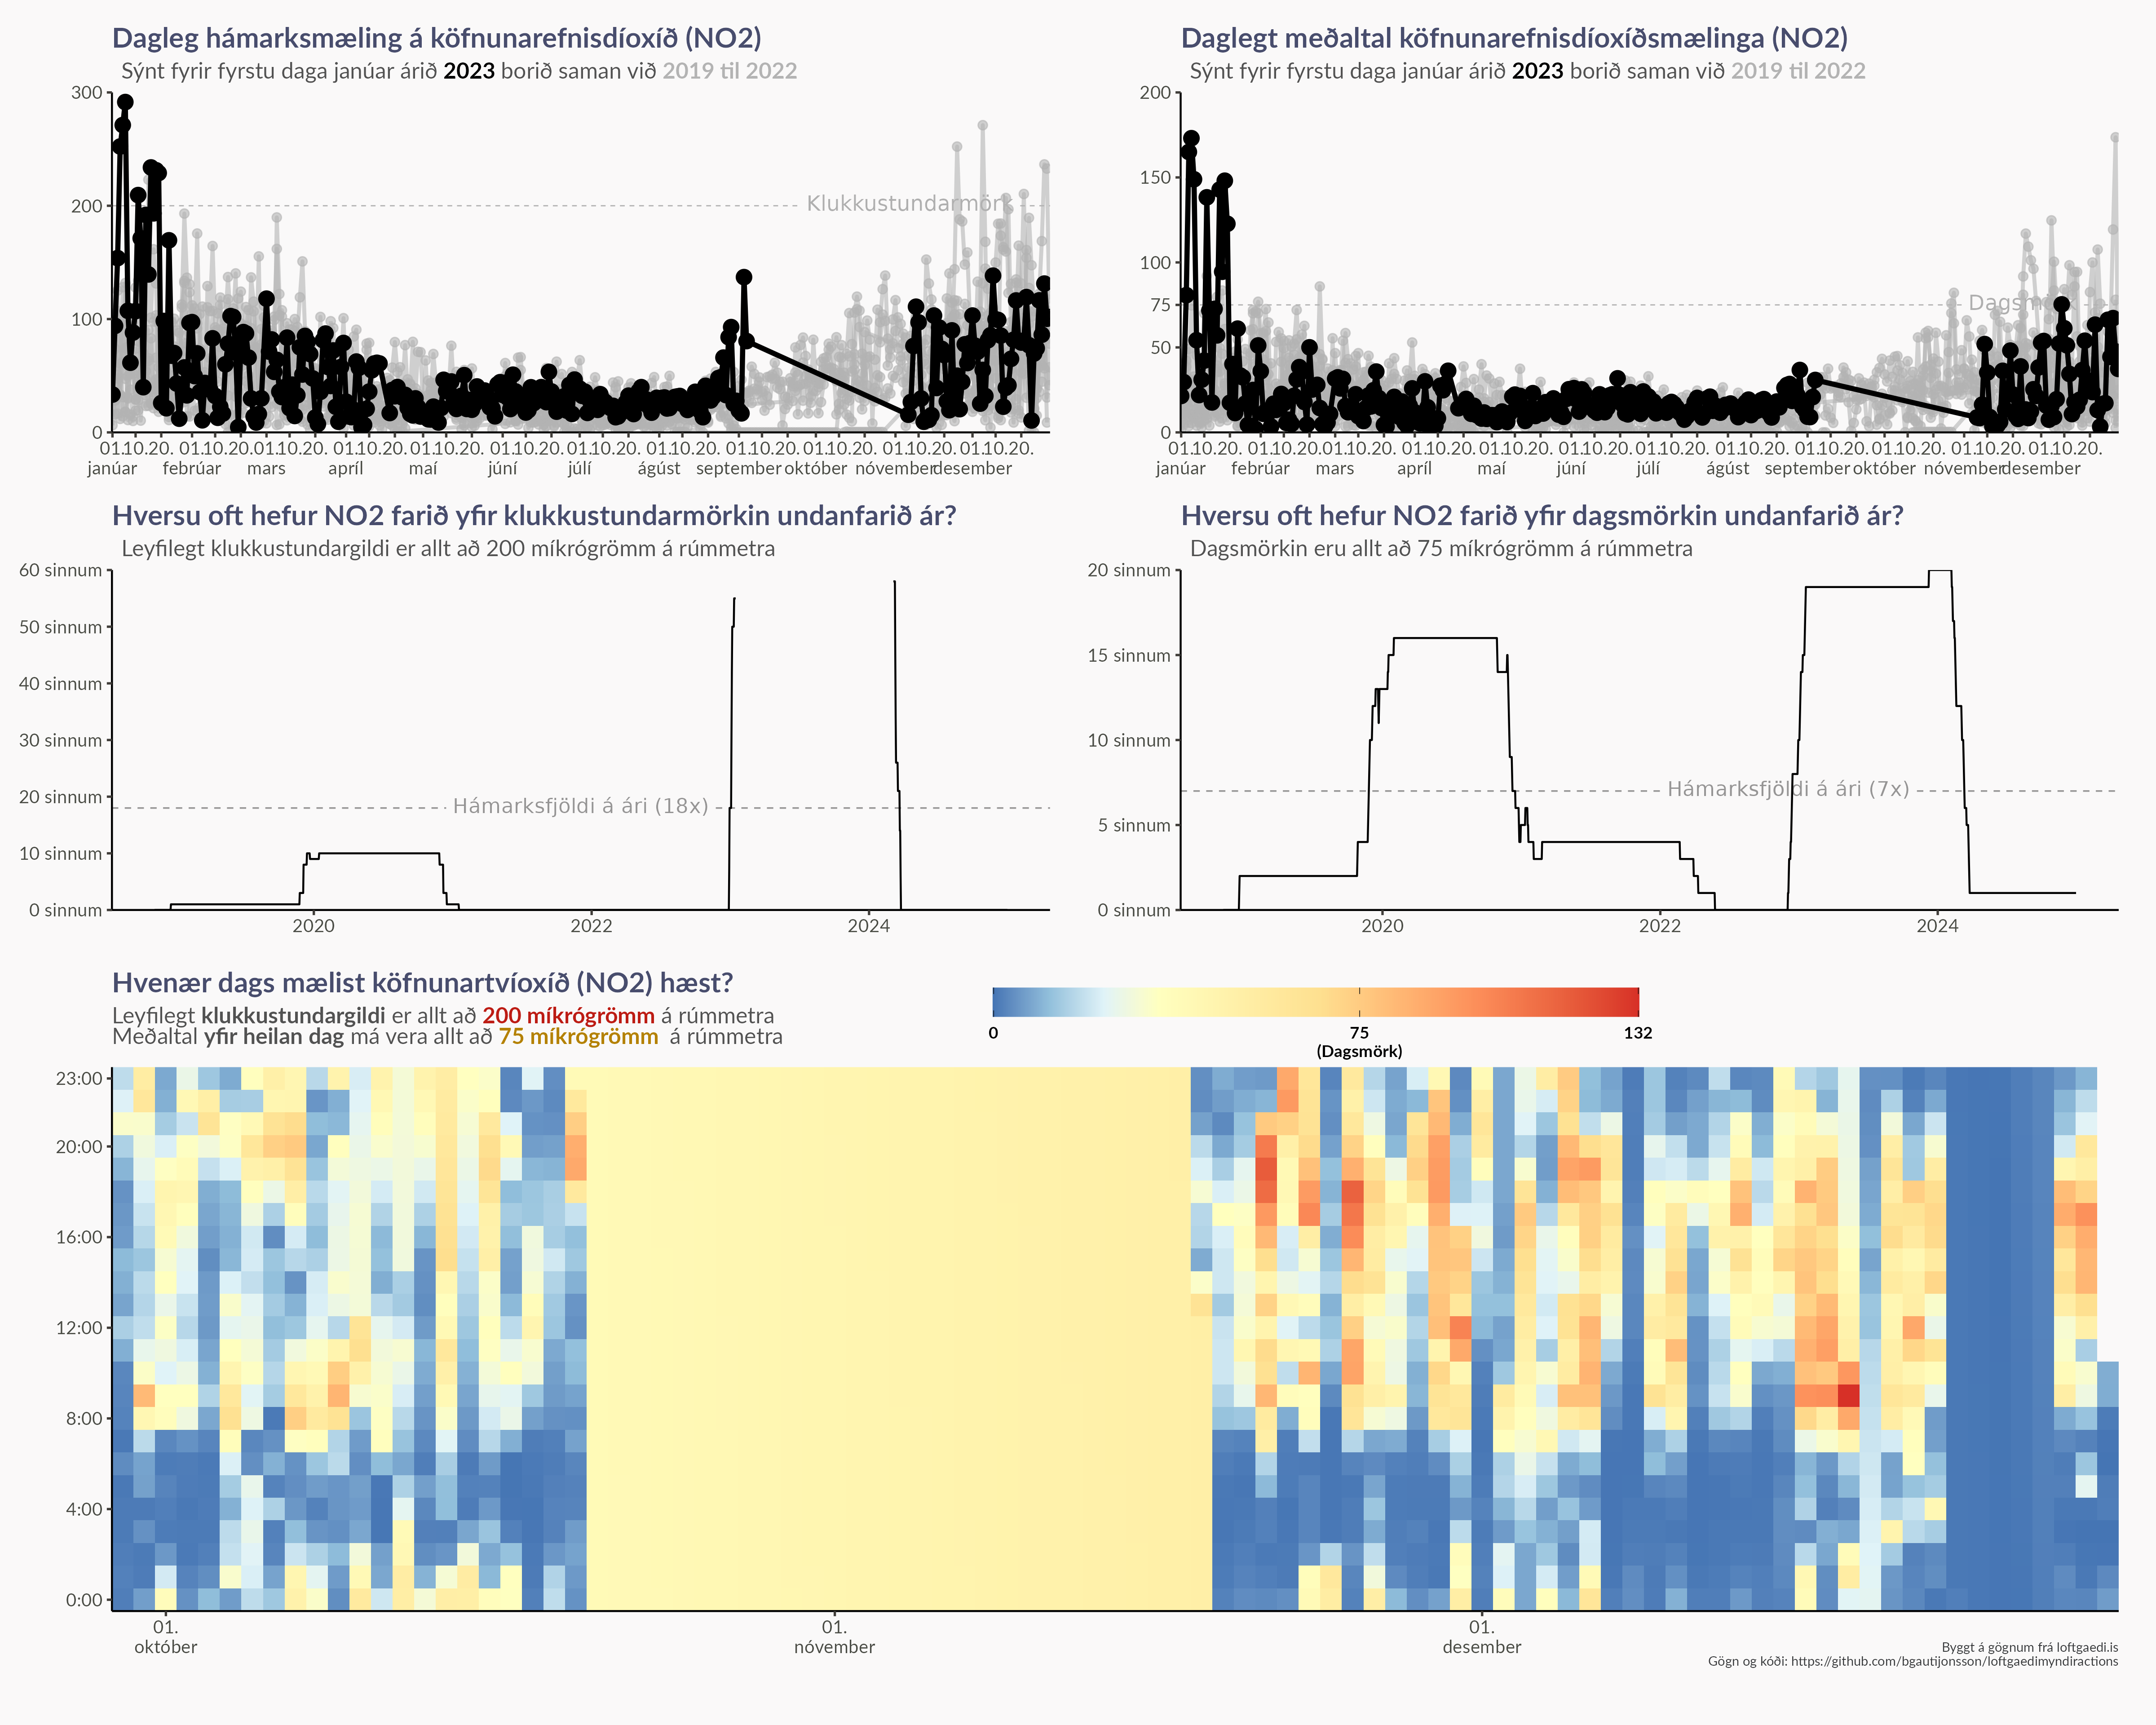 Dagleg hámarksmæling á köfnunarefnisdíoxíð (NO2)
Sýnt fyrir fyrstu daga janúar árið 2023 borið saman við 2019 til 2022
300
200
100
0
Klukkustundarmörk
01.10.20. 01.10.20. 01.10.20. 01.10.20. 01.10.20. 01.10.20. 01.10.20. 01.10.20. 01.10.20. 01.10.20. 01.10.20. 01.10.20.
janúar febrúar mars apríl maí júní júlí ágúst september október nóvember desember
Daglegt meðaltal köfnunarefnisdíoxíðsmælinga (NO2)
Sýnt fyrir fyrstu daga janúar árið 2023 borið saman við 2019 til 2022
200
150
100
75
50
0
01.10.20. 01.10.20. 01.10.20. 01.10.20. 01.10.20. 01.10.20. 01.10.20. 01.10.20. 01.10.20. 01.10.20. 01.10.20. 01.10.20.
janúar febrúar mars apríl maí júní júlí ágúst september október nóvember desember
Hversu oft hefur NO2 farið yfir klukkustundarmörkin undanfarið ár?
Leyfilegt klukkustundargildi er allt að 200 míkrógrömm á rúmmetra
60 sinnum
50 sinnum
40 sinnum
30 sinnum
20 sinnum
10 sinnum
0 sinnum
Hámarksfjöldi á ári (18x)
2020 2022 2024
Hversu oft hefur NO2 farið yfir dagsmörkin undanfarið ár?
Dagsmörkin eru allt að 75 míkrógrömm á rúmmetra
20 sinnum
15 sinnum
10 sinnum
5 sinnum
0 sinnum
Hámarksfjöldi á ári (7x)
2020 2022 2024
Hvenær dags mælist köfnunartvíoxíð (NO2) hæst?
Leyfilegt klukkustundargildi er allt að 200 míkrógrömm á rúmmetra
Meðaltal yfir heilan dag má vera allt að 75 míkrógrömm á rúmmetra
0 75 132
(Dagsmörk)
23:00
20:00
16:00
12:00
8:00
4:00
0:00
01. 01. 01.
október nóvember desember
Byggt á gögnum frá loftgaedi.is
Gögn og kóði: https://github.com/bgautijonsson/loftgaedimyndiractions